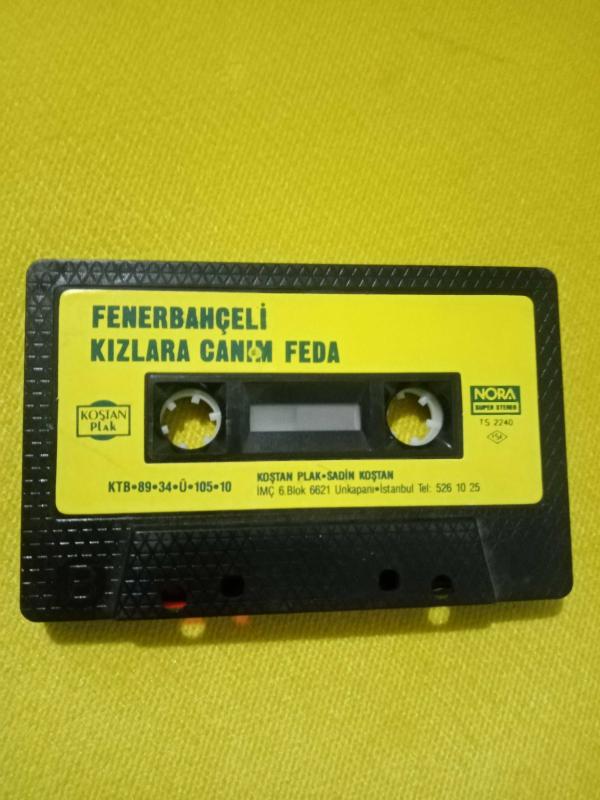 FENERBAHÇELİ
KIZLARA CANIM FEDA
KOŞTAN
PLAK
NORA
SUPER STEREO
TS 2240
TSE
KTB•89•34•Ü•105•10
KOŞTAN PLAK•SADİN KOŞTAN
İMÇ 6.Blok 6621 Unkapanı•İstanbul Tel: 526 10 25
B